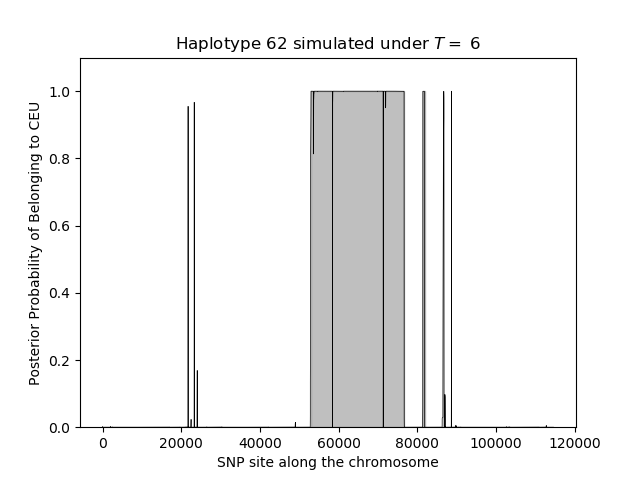 Haplotype 62 simulated under T = 6
Posterior Probability of Belonging to CEU
1.0
0.8
0.6
0.4
0.2
0.0
0 20000 40000 60000 80000 100000 120000
SNP site along the chromosome